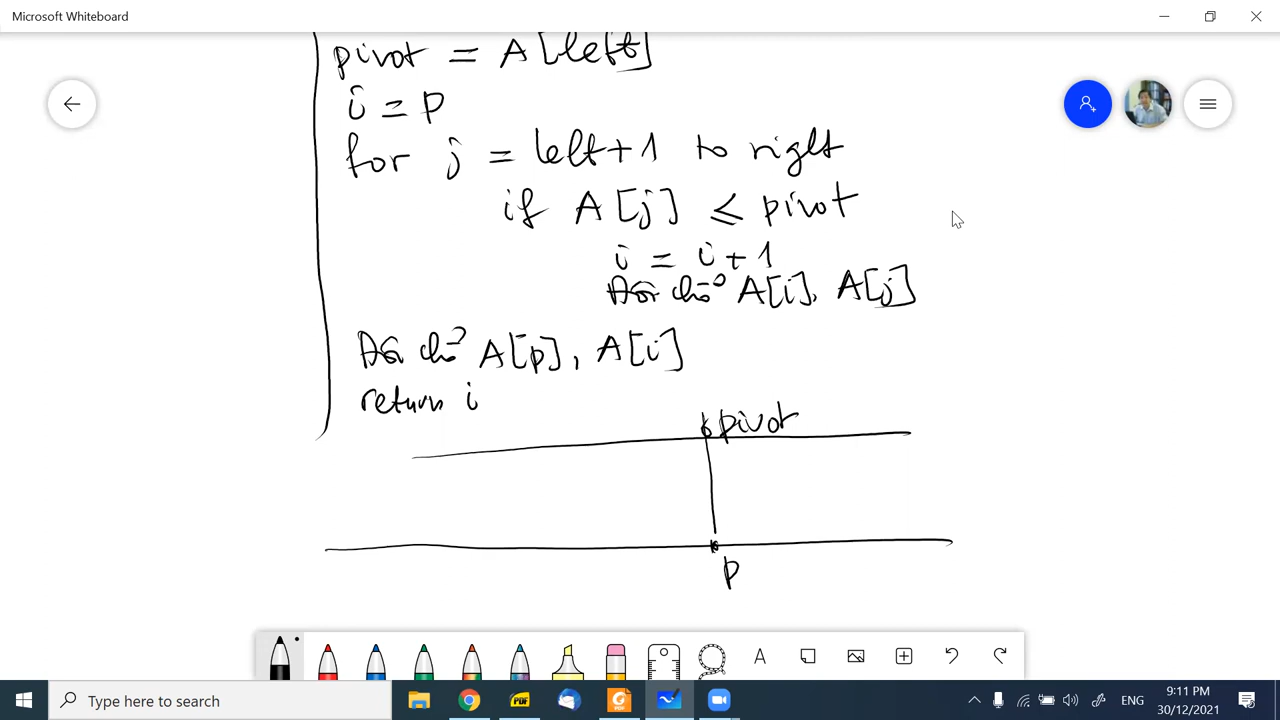 Microsoft Whiteboard
pivot = A[left]
i = p
for j = left+1 to right
if A[j] ≤ pivot
i = i+1
Đổi chỗ A[i], A[j]
Đổi chỗ A[p], A[i]
return i
pivot
p
A
Type here to search
PDF
ENG
9:11 PM
30/12/2021